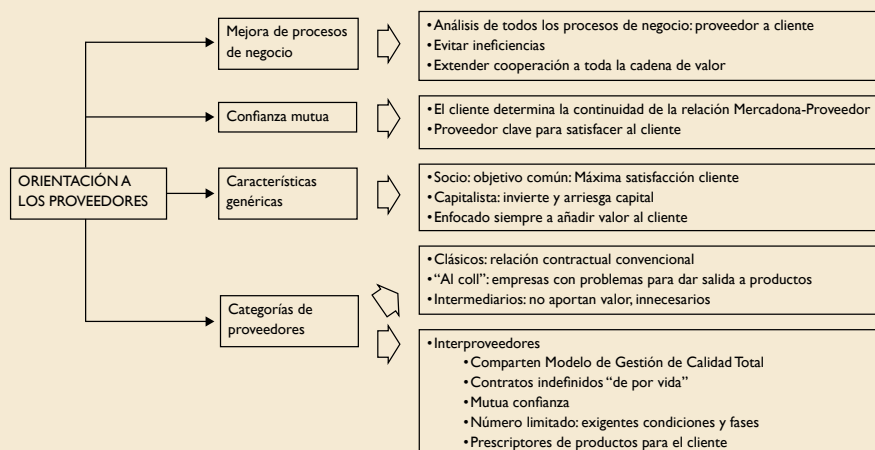 Mejora de procesos
de negocio
•Análisis de todos los procesos de negocio: proveedor a cliente
•Evitar ineficiencias
•Extender cooperación a toda la cadena de valor
Confianza mutua
•El cliente determina la continuidad de la relación Mercadona-Proveedor
•Proveedor clave para satisfacer al cliente
ORIENTACIÓN A
LOS PROVEEDORES
Características
genéricas
•Socio: objetivo común: Máxima satisfacción cliente
•Capitalista: invierte y arriesga capital
•Enfocado siempre a añadir valor al cliente
Categorías de
proveedores
•Clásicos: relación contractual convencional
•“Al coll”: empresas con problemas para dar salida a productos
•Intermediarios: no aportan valor, innecesarios
•Interproveedores
•Comparten Modelo de Gestión de Calidad Total
•Contratos indefinidos “de por vida”
•Mutua confianza
•Número limitado: exigentes condiciones y fases
•Prescriptores de productos para el cliente